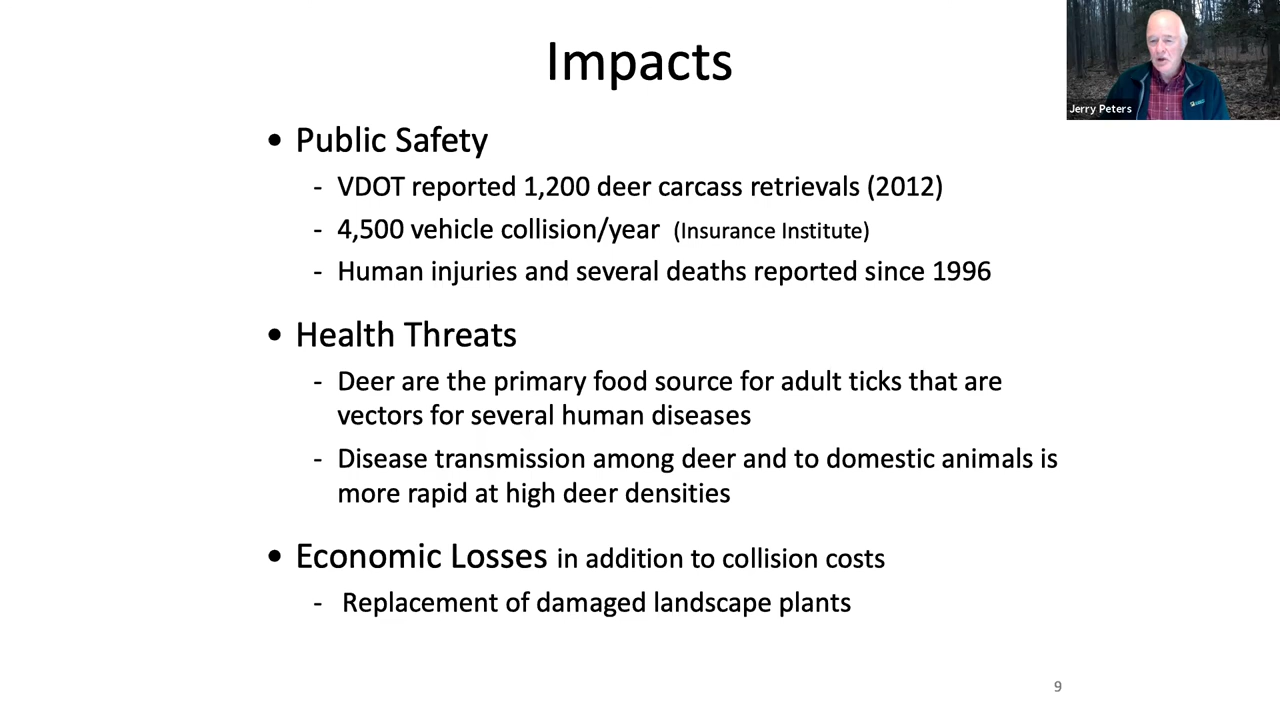 Impacts
Jerry Peters
• Public Safety
- VDOT reported 1,200 deer carcass retrievals (2012)
- 4,500 vehicle collision/year (Insurance Institute)
- Human injuries and several deaths reported since 1996
• Health Threats
- Deer are the primary food source for adult ticks that are
vectors for several human diseases
- Disease transmission among deer and to domestic animals is
more rapid at high deer densities
• Economic Losses in addition to collision costs
- Replacement of damaged landscape plants
9